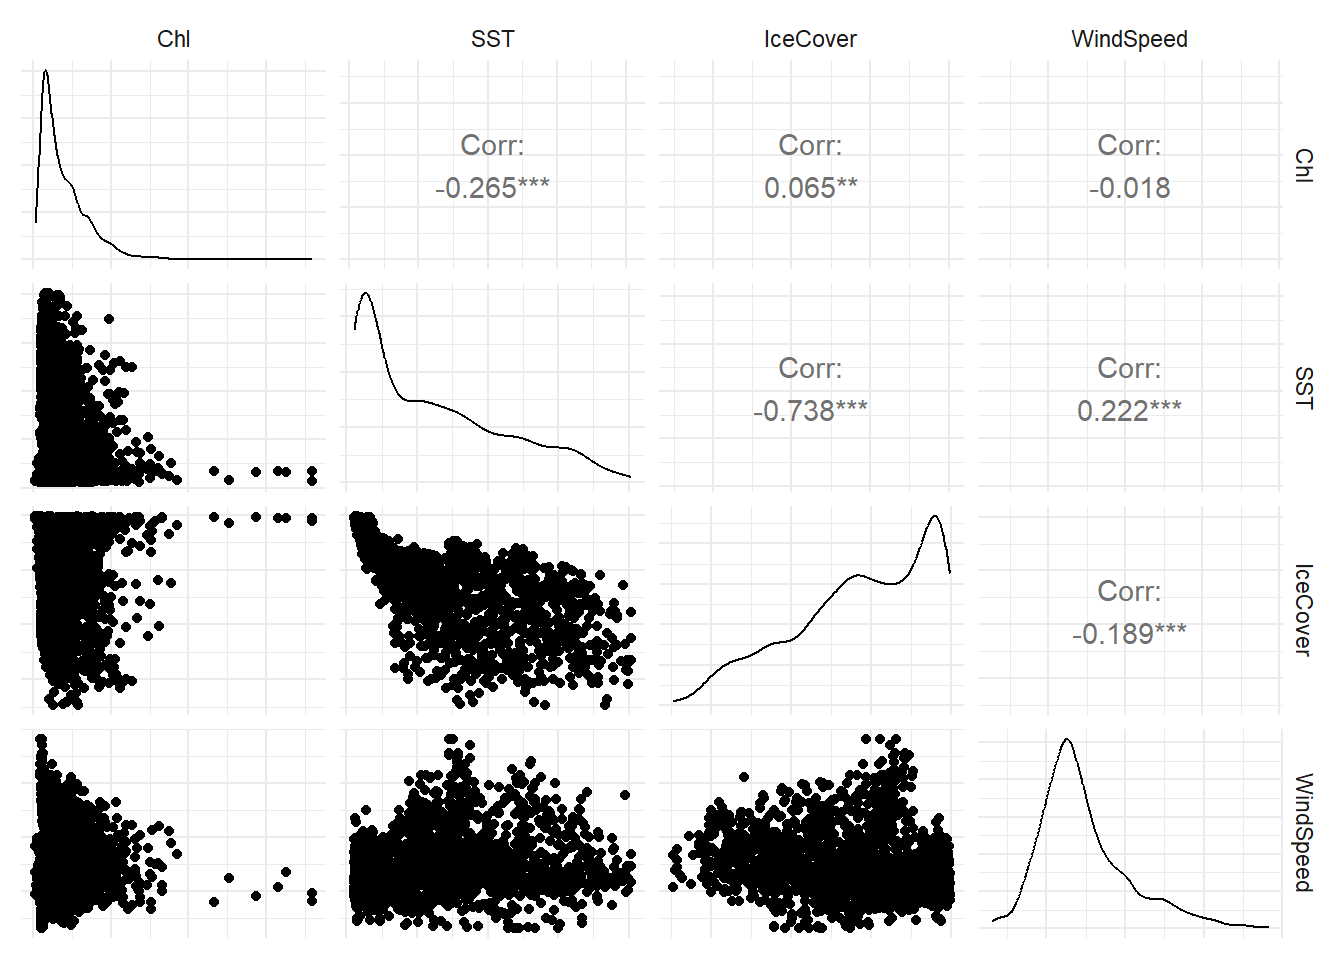 Chl
SST
IceCover
WindSpeed
Corr:
-0.265***
Corr:
0.065**
Corr:
-0.018
Chl
Corr:
-0.738***
Corr:
0.222***
SST
Corr:
-0.189***
IceCover
WindSpeed